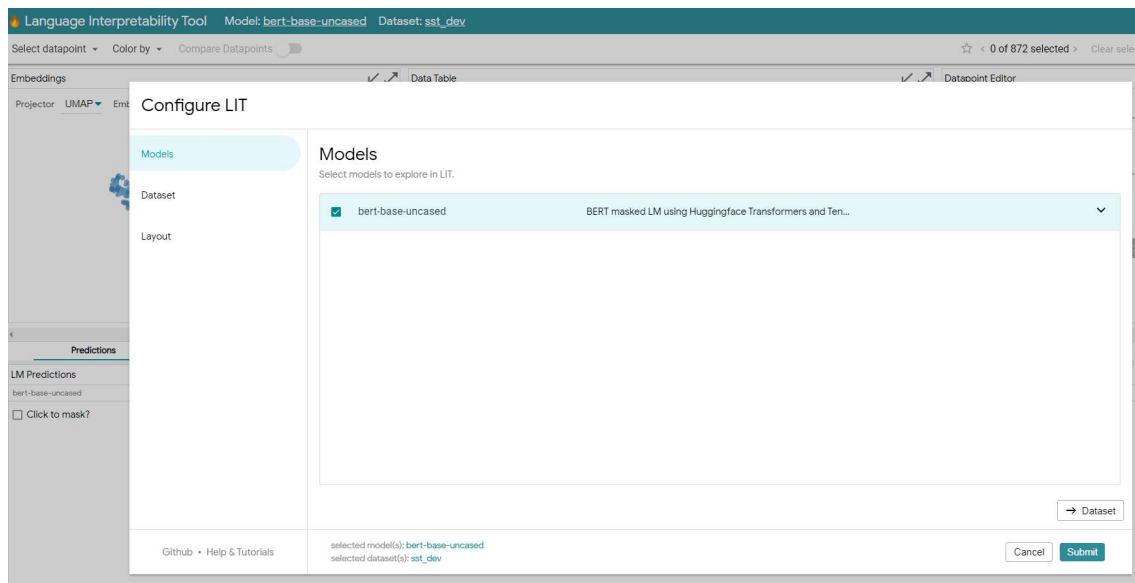 Language Interpretability Tool Model: bert-base-uncased Dataset: sst_dev
Select datapoint Color by Compare Datapoints 0 of 872 selected Clear sele
Embeddings Data Table Datapoint Editor
Projector UMAP Emb
Configure LIT
Models
Dataset
Layout
Models
Select models to explore in LIT.
bert-base-uncased BERT masked LM using Huggingface Transformers and Ten...
→ Dataset
Predictions
LM Predictions
bert-base-uncased
Click to mask?
Github • Help & Tutorials
selected model(s): bert-base-uncased
selected dataset(s): sst_dev
Cancel Submit